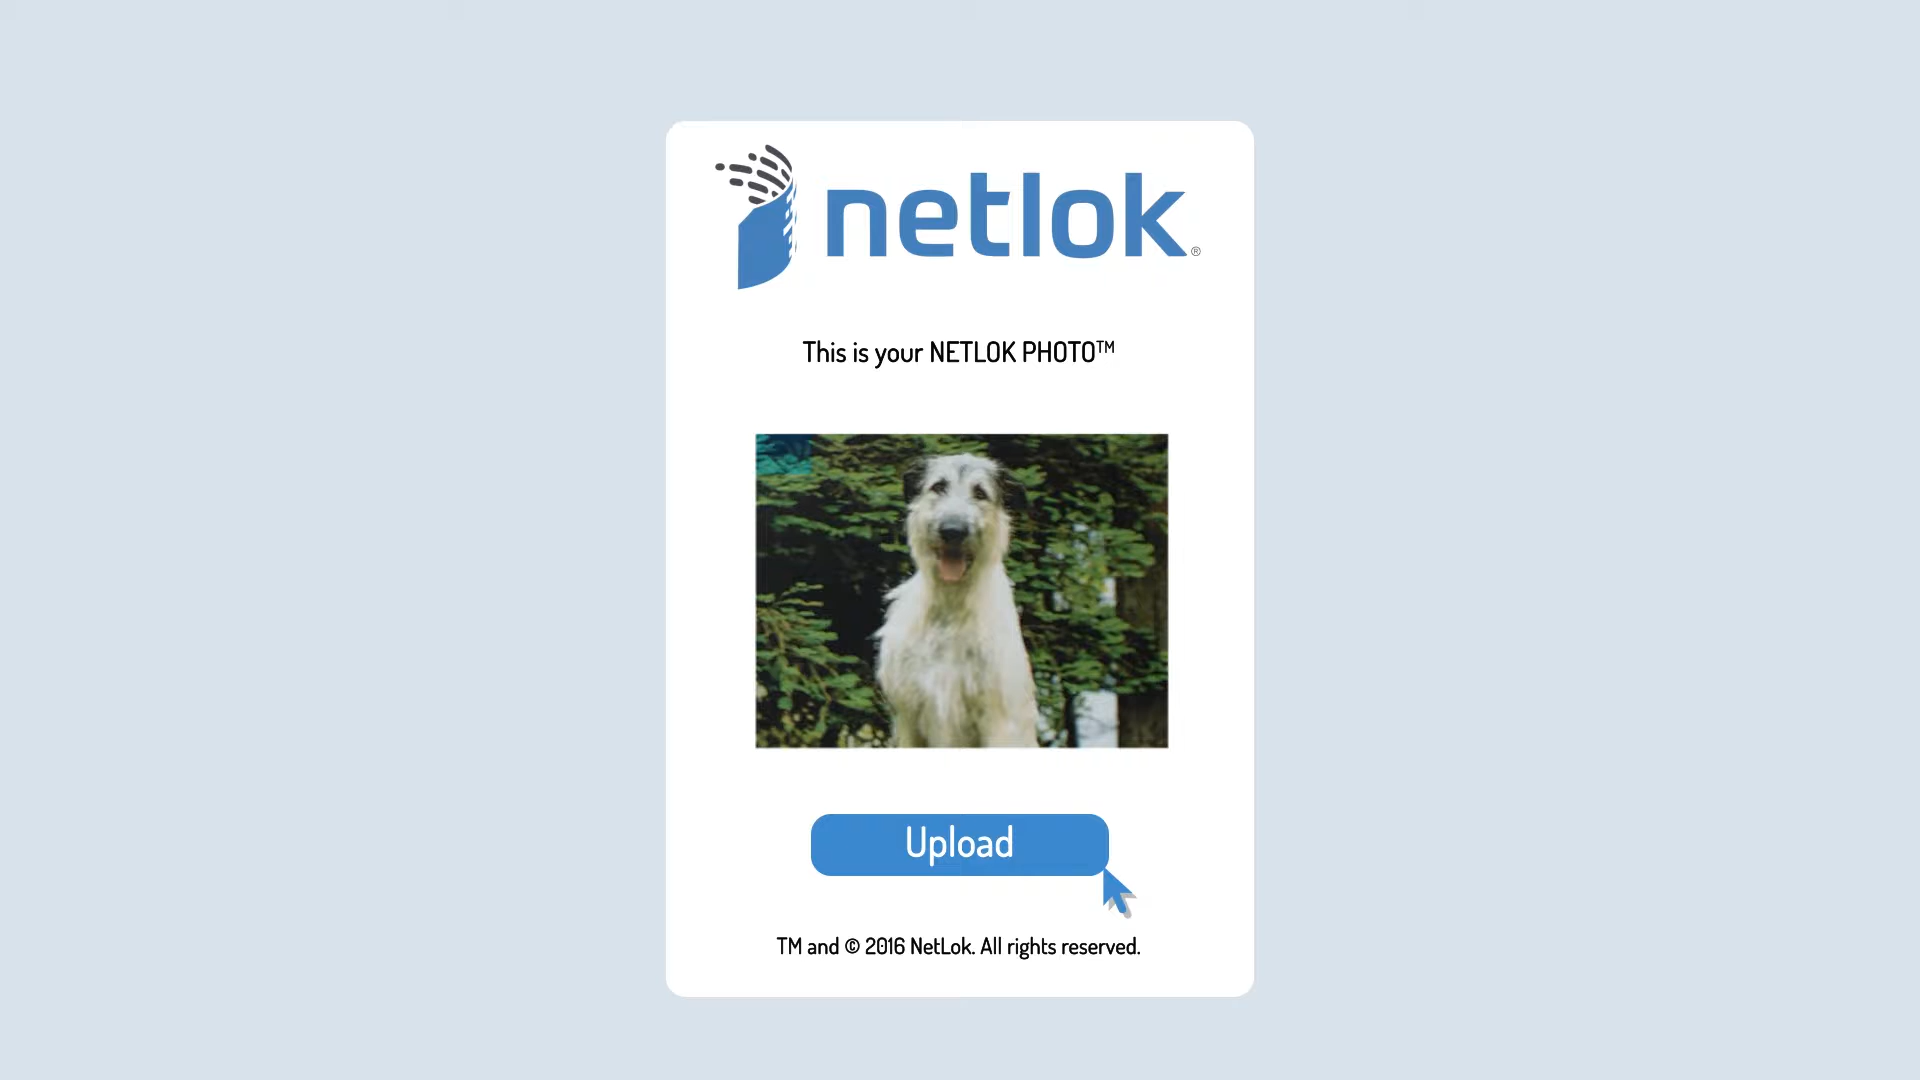 netlok®
This is your NETLOK PHOTO™
Upload
TM and © 2016 NetLok. All rights reserved.